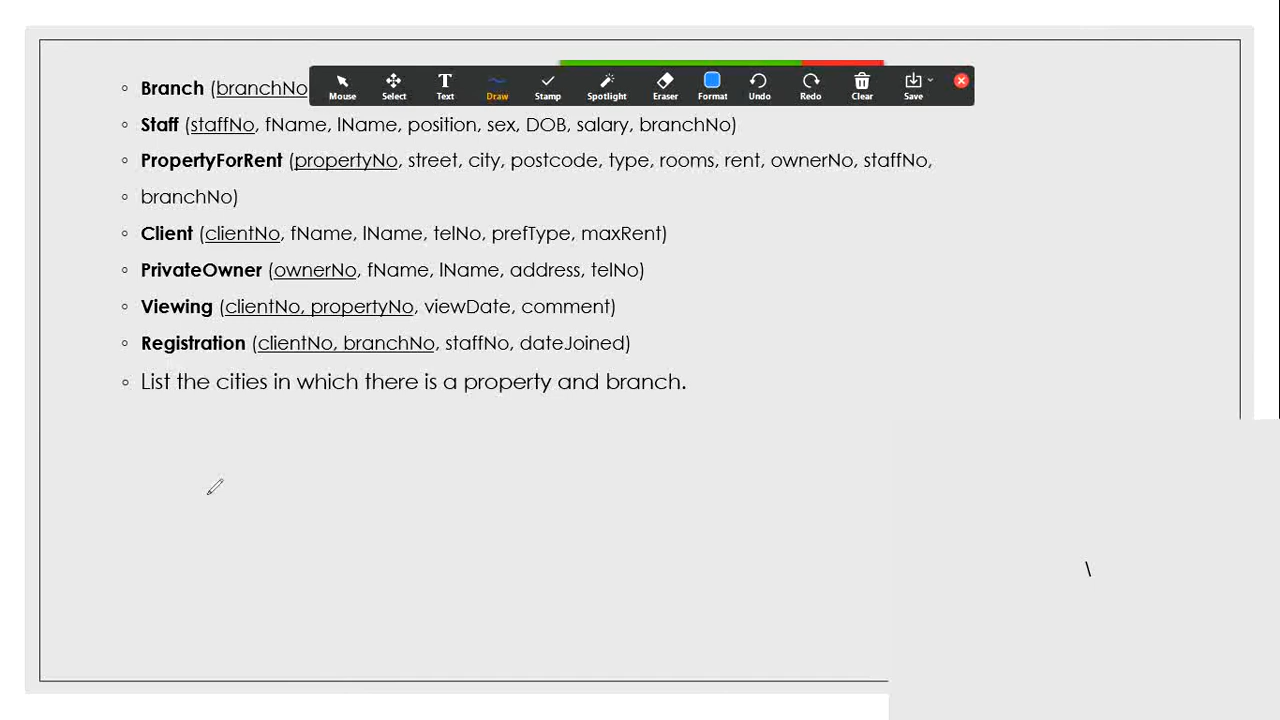 Branch (branchNo
Mouse Select Text Draw Stamp Spotlight Eraser Format Undo Redo Clear Save
Staff (staffNo, fName, lName, position, sex, DOB, salary, branchNo)
PropertyForRent (propertyNo, street, city, postcode, type, rooms, rent, ownerNo, staffNo,
branchNo)
Client (clientNo, fName, lName, telNo, prefType, maxRent)
PrivateOwner (ownerNo, fName, lName, address, telNo)
Viewing (clientNo, propertyNo, viewDate, comment)
Registration (clientNo, branchNo, staffNo, dateJoined)
List the cities in which there is a property and branch.
\